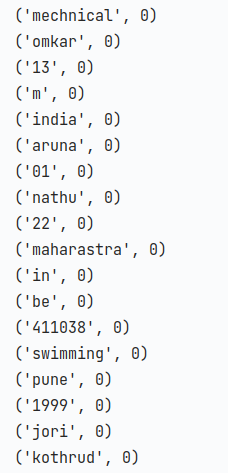 ('mechnical', 0)
('omkar', 0)
('13', 0)
('m', 0)
('india', 0)
('aruna', 0)
('01', 0)
('nathu', 0)
('22', 0)
('maharastra', 0)
('in', 0)
('be', 0)
('411038', 0)
('swimming', 0)
('pune', 0)
('1999', 0)
('jori', 0)
('kothrud', 0)